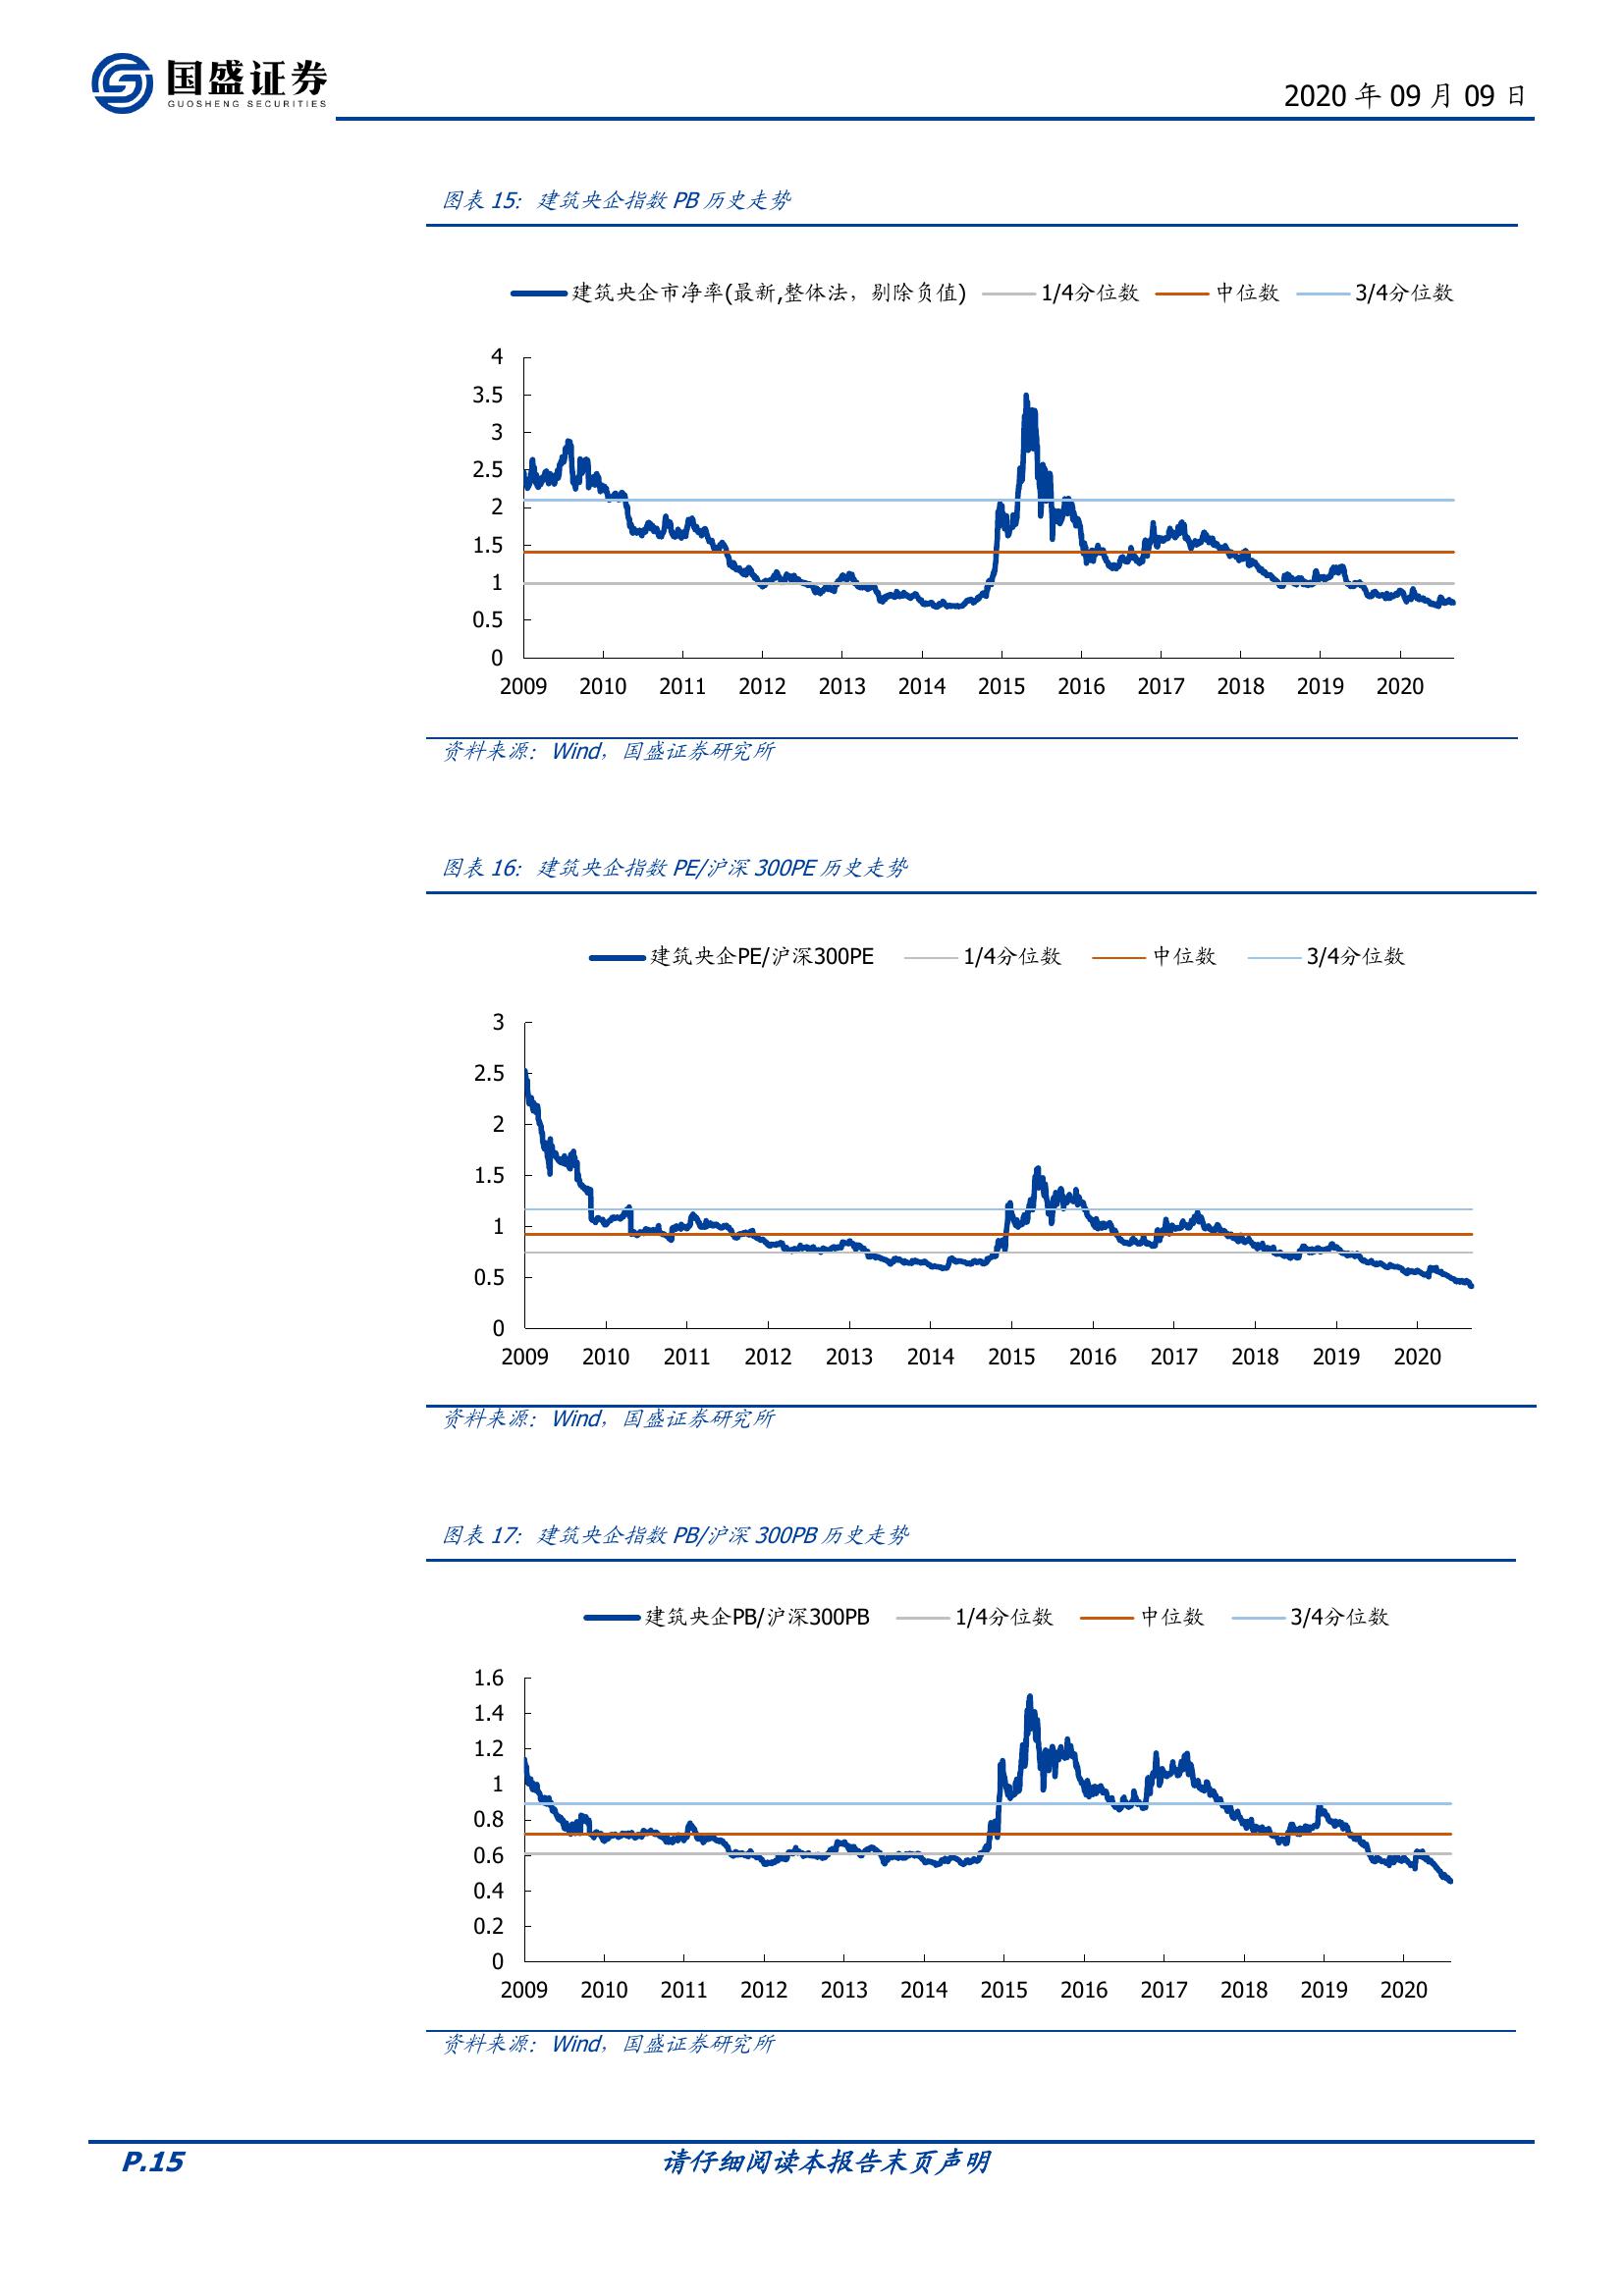 国盛证券
GUOSHENG SECURITIES
2020 年 09 月 09 日
图表 15：建筑央企指数 PB 历史走势
建筑央企市净率(最新,整体法，剔除负值) 1/4分位数 中位数 3/4分位数
4
3.5
3
2.5
2
1.5
1
0.5
0
2009 2010 2011 2012 2013 2014 2015 2016 2017 2018 2019 2020
资料来源：Wind，国盛证券研究所
图表 16：建筑央企指数 PE/沪深 300PE 历史走势
建筑央企PE/沪深300PE 1/4分位数 中位数 3/4分位数
3
2.5
2
1.5
1
0.5
0
2009 2010 2011 2012 2013 2014 2015 2016 2017 2018 2019 2020
资料来源：Wind，国盛证券研究所
图表 17：建筑央企指数 PB/沪深 300PB 历史走势
建筑央企PB/沪深300PB 1/4分位数 中位数 3/4分位数
1.6
1.4
1.2
1
0.8
0.6
0.4
0.2
0
2009 2010 2011 2012 2013 2014 2015 2016 2017 2018 2019 2020
资料来源：Wind，国盛证券研究所
P.15 请仔细阅读本报告末页声明